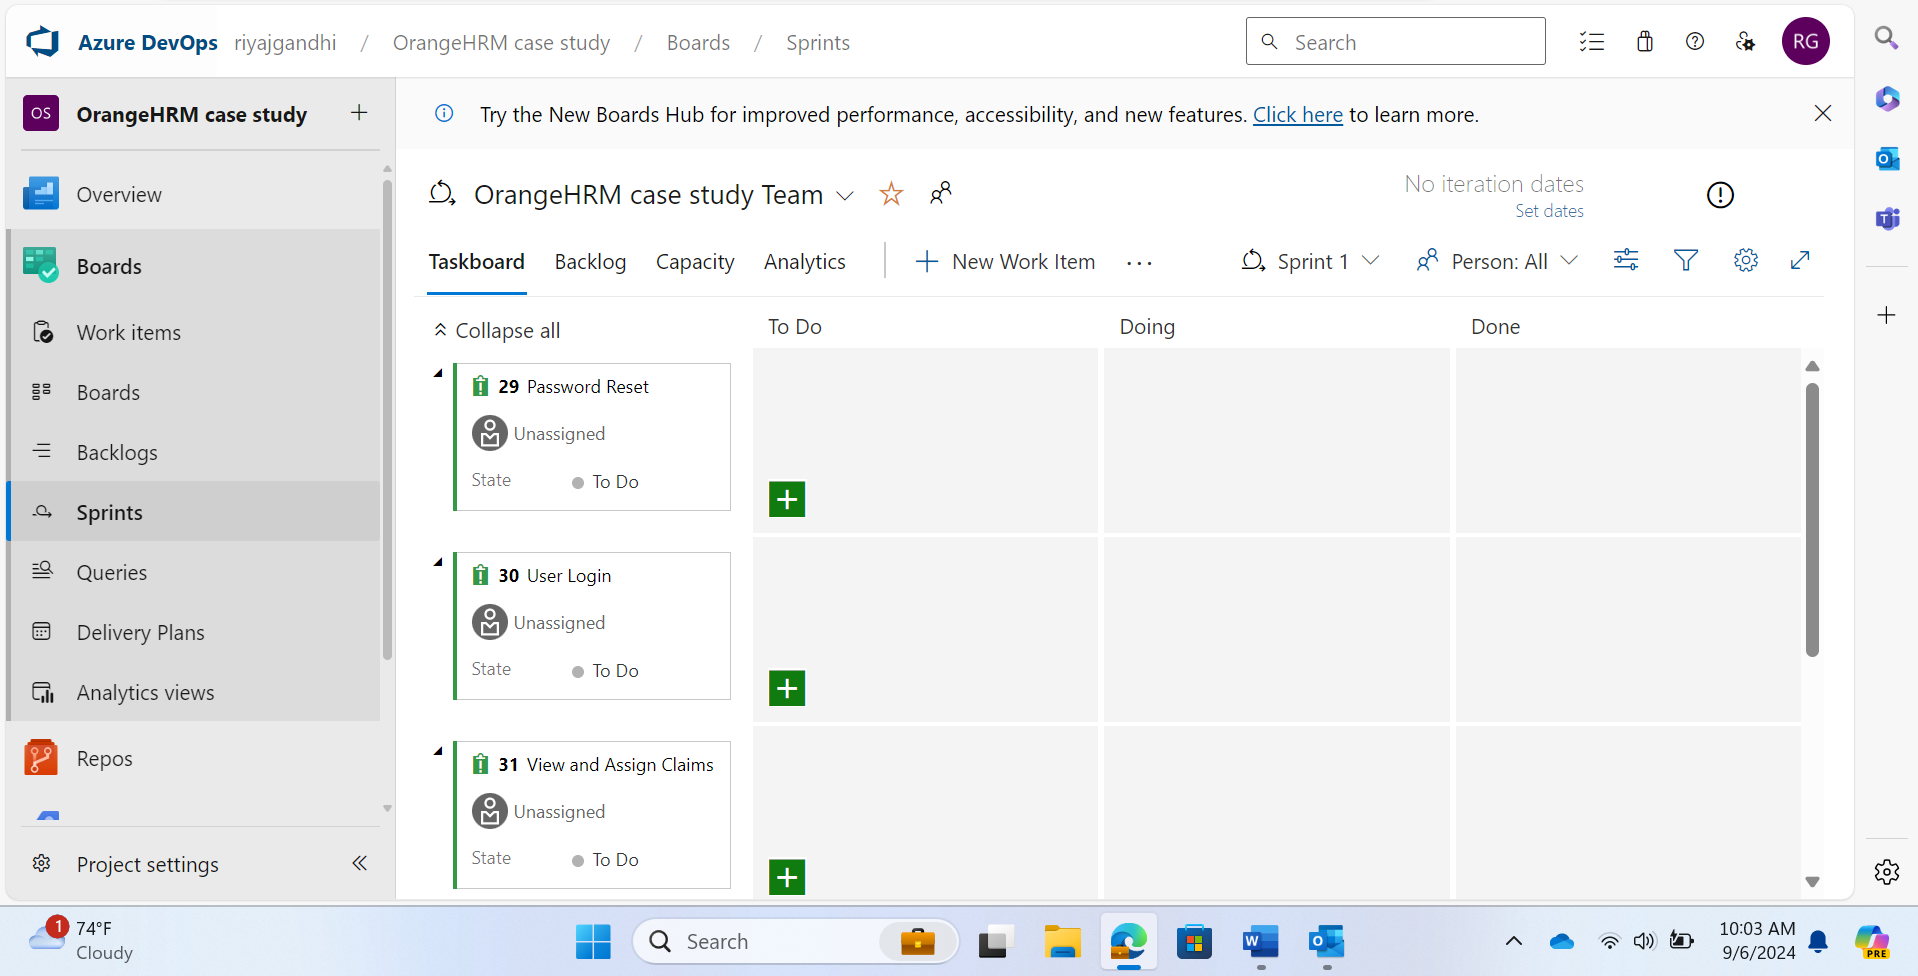 Azure DevOps riyajgandhi / OrangeHRM case study / Boards / Sprints
Search
RG
OS OrangeHRM case study
Try the New Boards Hub for improved performance, accessibility, and new features. Click here to learn more.
Overview
Boards
Work items
Boards
Backlogs
Sprints
Queries
Delivery Plans
Analytics views
Repos
Project settings
OrangeHRM case study Team
No iteration dates
Set dates
Taskboard Backlog Capacity Analytics New Work Item
Sprint 1 Person: All
Collapse all To Do Doing Done
29 Password Reset
Unassigned
State To Do
30 User Login
Unassigned
State To Do
31 View and Assign Claims
Unassigned
State To Do
1
74°F
Cloudy
Search
10:03 AM
9/6/2024
PRE